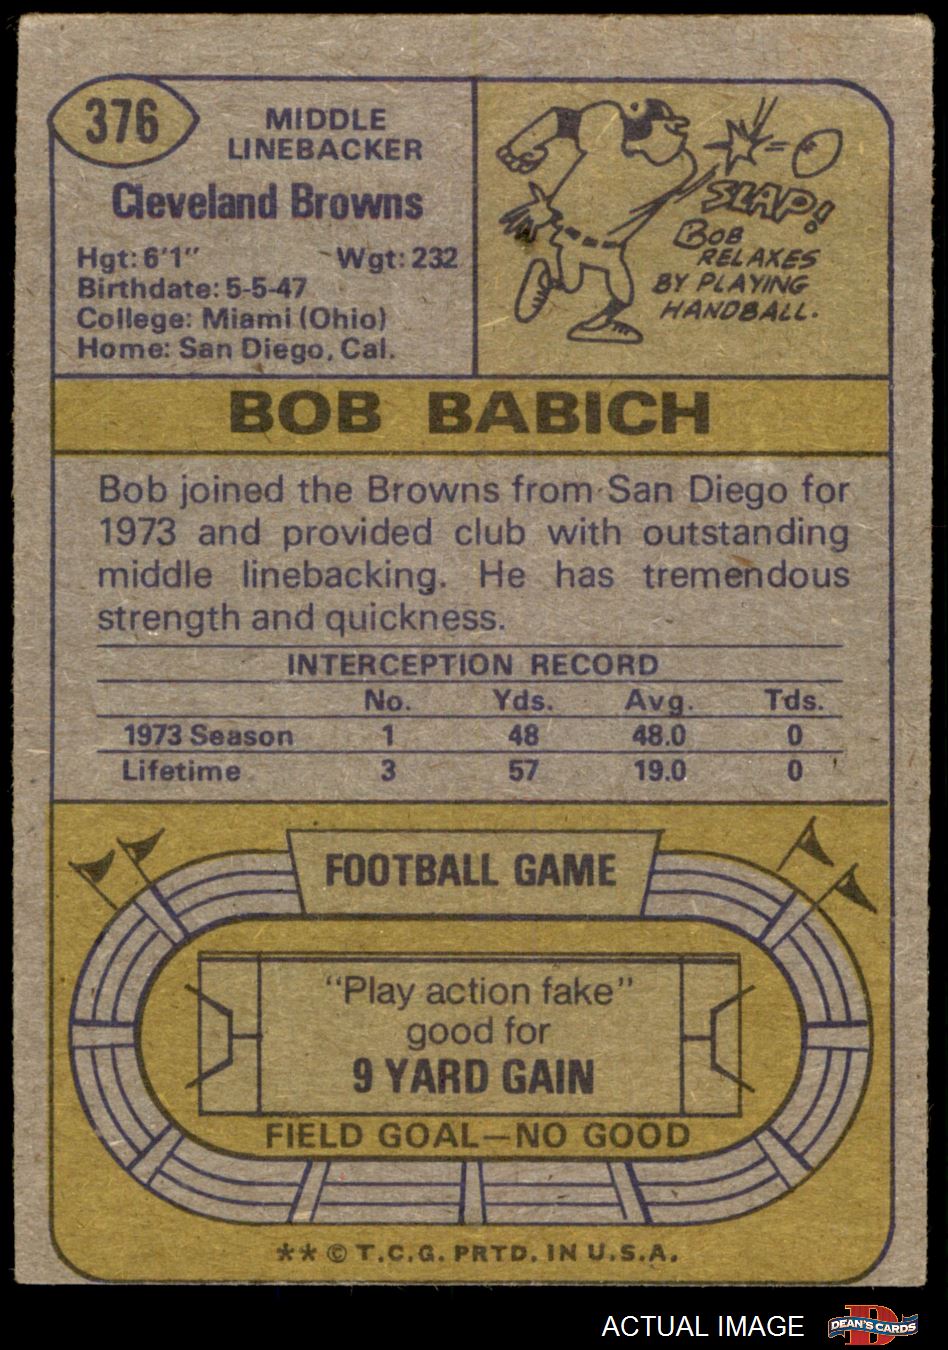 376
MIDDLE
LINEBACKER
Cleveland Browns
Hgt: 6'1" Wgt: 232
Birthdate: 5-5-47
College: Miami (Ohio)
Home: San Diego, Cal.
SLAP!
BOB
RELAXES
BY PLAYING
HANDBALL.
BOB BABICH
Bob joined the Browns from San Diego for
1973 and provided club with outstanding
middle linebacking. He has tremendous
strength and quickness.
INTERCEPTION RECORD
No. Yds. Avg. Tds.
1973 Season 1 48 48.0 0
Lifetime 3 57 19.0 0
FOOTBALL GAME
"Play action fake"
good for
9 YARD GAIN
FIELD GOAL—NO GOOD
** © T.C.G. PRTD. IN U.S.A.
ACTUAL IMAGE
D
DEAN'S CARDS